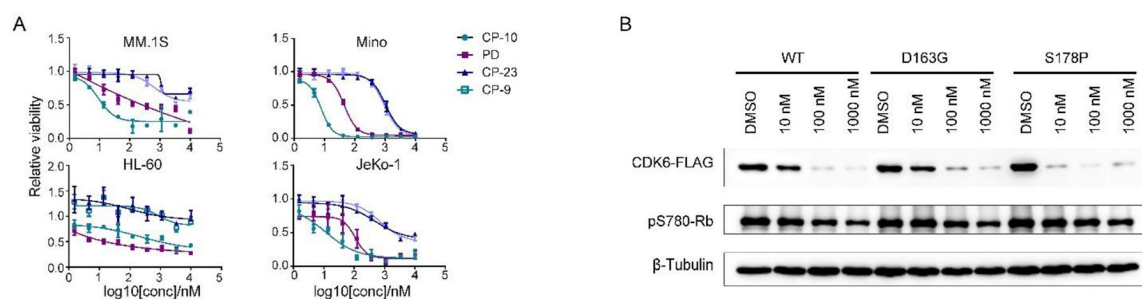 A
MM.1S
Mino
CP-10
PD
CP-23
CP-9
1.5
1.0
0.5
0.0
0 1 2 3 4 5
1.5
1.0
0.5
0.0
0 1 2 3 4 5
Relative viability
HL-60
JeKo-1
2.0
1.5
1.0
0.5
0.0
0 1 2 3 4 5
log10[conc]/nM
2.0
1.5
1.0
0.5
0.0
0 1 2 3 4 5
log10[conc]/nM
B
WT
D163G
S178P
DMSO
10 nM
100 nM
1000 nM
DMSO
10 nM
100 nM
1000 nM
DMSO
10 nM
100 nM
1000 nM
CDK6-FLAG
pS780-Rb
β-Tubulin